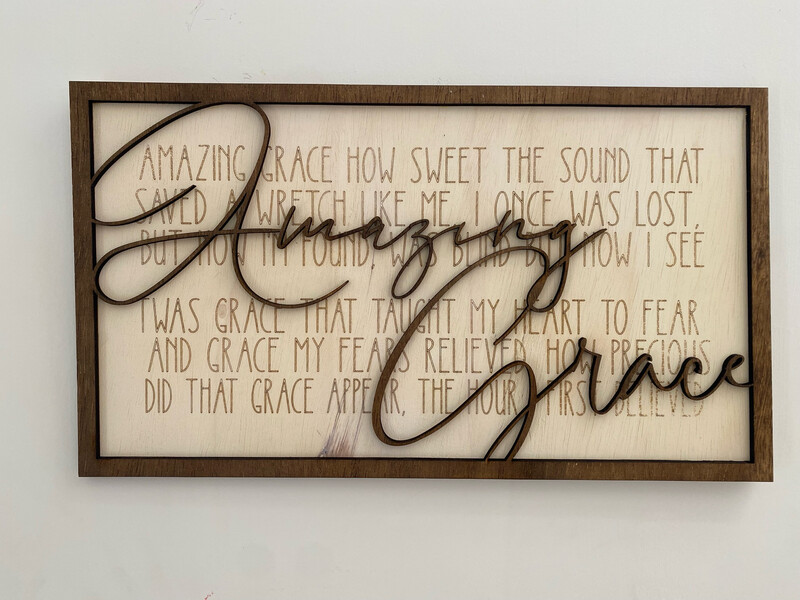 Amazing
Grace
AMAZING GRACE HOW SWEET THE SOUND THAT
SAVED A WRETCH LIKE ME. I ONCE WAS LOST,
BUT NOW I'M FOUND, WAS BLIND BUT NOW I SEE
TWAS GRACE THAT TAUGHT MY HEART TO FEAR
AND GRACE MY FEARS RELIEVED, HOW PRECIOUS
DID THAT GRACE APPEAR, THE HOUR I FIRST BELIEVED